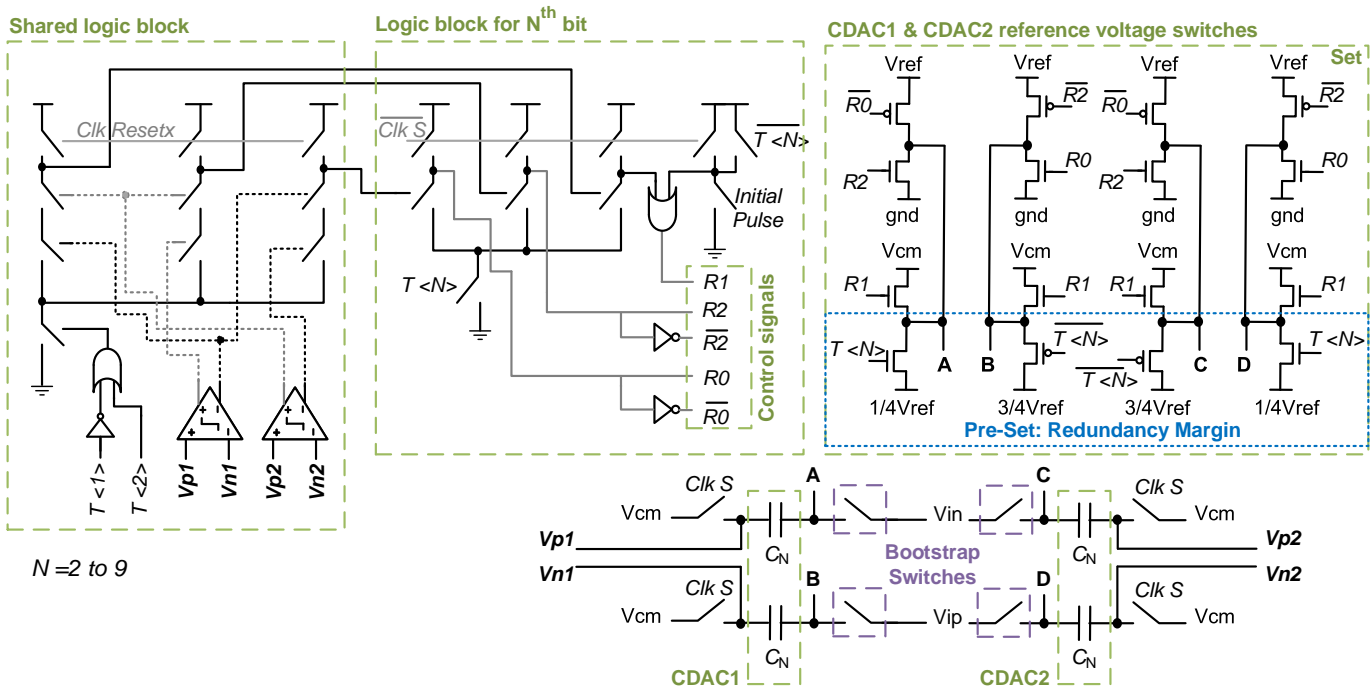 Shared logic block
Logic block for Nth bit
CDAC1 & CDAC2 reference voltage switches
Set
Vref Vref Vref Vref
R0 R2 R0 R2
Clk Resetx
Clk S
T <N>
R2 R0 R2 R0
Initial
Pulse
gnd gnd gnd gnd
Vcm Vcm Vcm Vcm
T <N>
R1
R2
R2
R0
R0
Control signals
R1 R1 R1 R1
T <N> A B T <N> T <N> C D T <N>
1/4Vref 3/4Vref 3/4Vref 1/4Vref
Pre-Set: Redundancy Margin
+ - - + + - - +
T <1> T <2> Vp1 Vn1 Vp2 Vn2
N =2 to 9
A C
Clk S Clk S
Vcm Vin Vcm
Vp1 CN CN Vp2
Bootstrap
Switches
Vn1 Vn2
B D
Clk S Clk S
Vcm Vip Vcm
CN CN
CDAC1 CDAC2